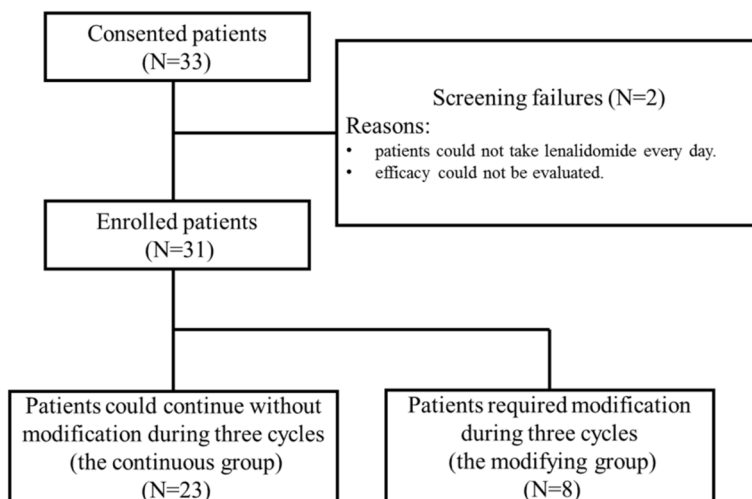 Consented patients
(N=33)
Screening failures (N=2)
Reasons:
• patients could not take lenalidomide every day.
• efficacy could not be evaluated.
Enrolled patients
(N=31)
Patients could continue without
modification during three cycles
(the continuous group)
(N=23)
Patients required modification
during three cycles
(the modifying group)
(N=8)